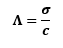 Λ = σ/c